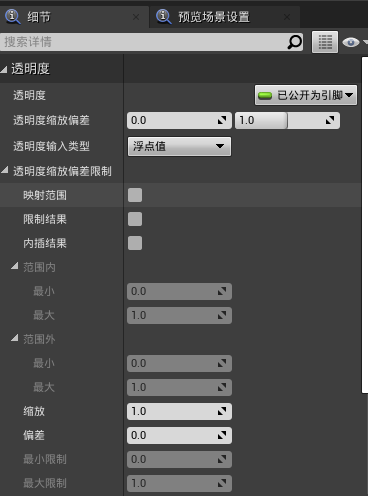 细节 预览场景设置
搜索详情
透明度
透明度 已公开为引脚
透明度缩放偏差 0.0 1.0
透明度输入类型 浮点值
透明度缩放偏差限制
映射范围
限制结果
内插结果
范围内
最小 0.0
最大 1.0
范围外
最小 0.0
最大 1.0
缩放 1.0
偏差 0.0
最小限制 0.0
最大限制 1.0